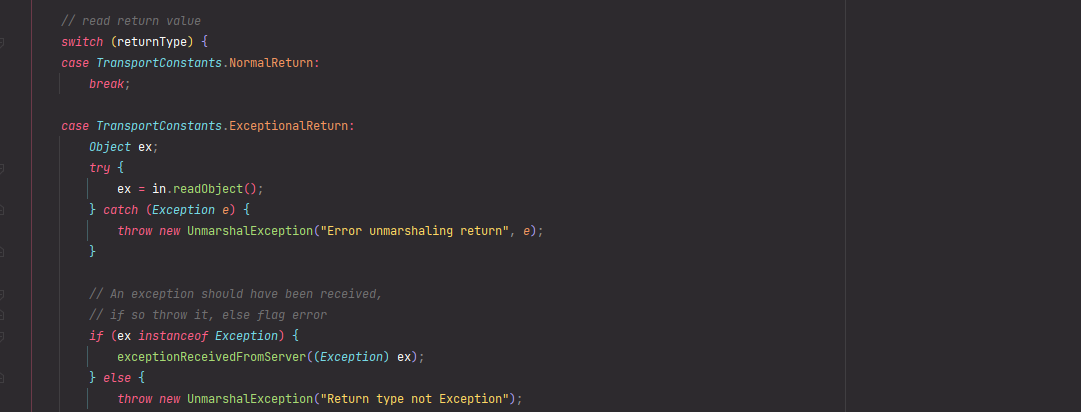 // read return value
switch (returnType) {
case TransportConstants.NormalReturn:
break;
case TransportConstants.ExceptionalReturn:
Object ex;
try {
ex = in.readObject();
} catch (Exception e) {
throw new UnmarshalException("Error unmarshaling return", e);
}
// An exception should have been received,
// if so throw it, else flag error
if (ex instanceof Exception) {
exceptionReceivedFromServer((Exception) ex);
} else {
throw new UnmarshalException("Return type not Exception");